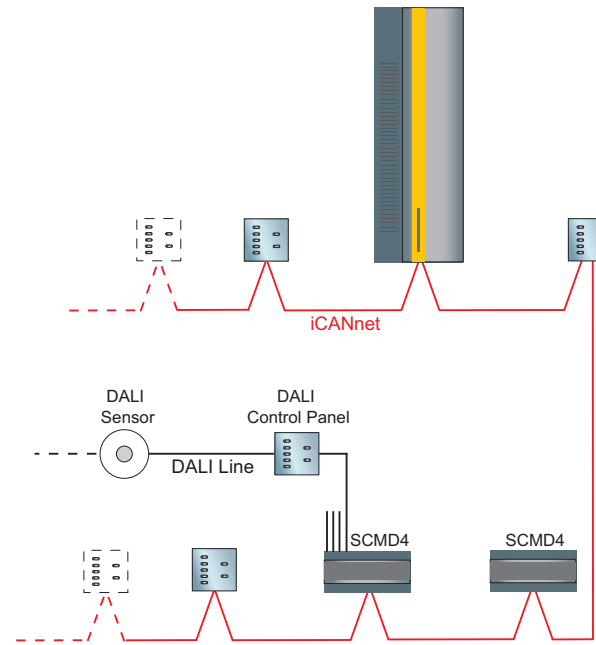 iCANnet
DALI
Sensor
DALI
Control Panel
DALI Line
SCMD4
SCMD4